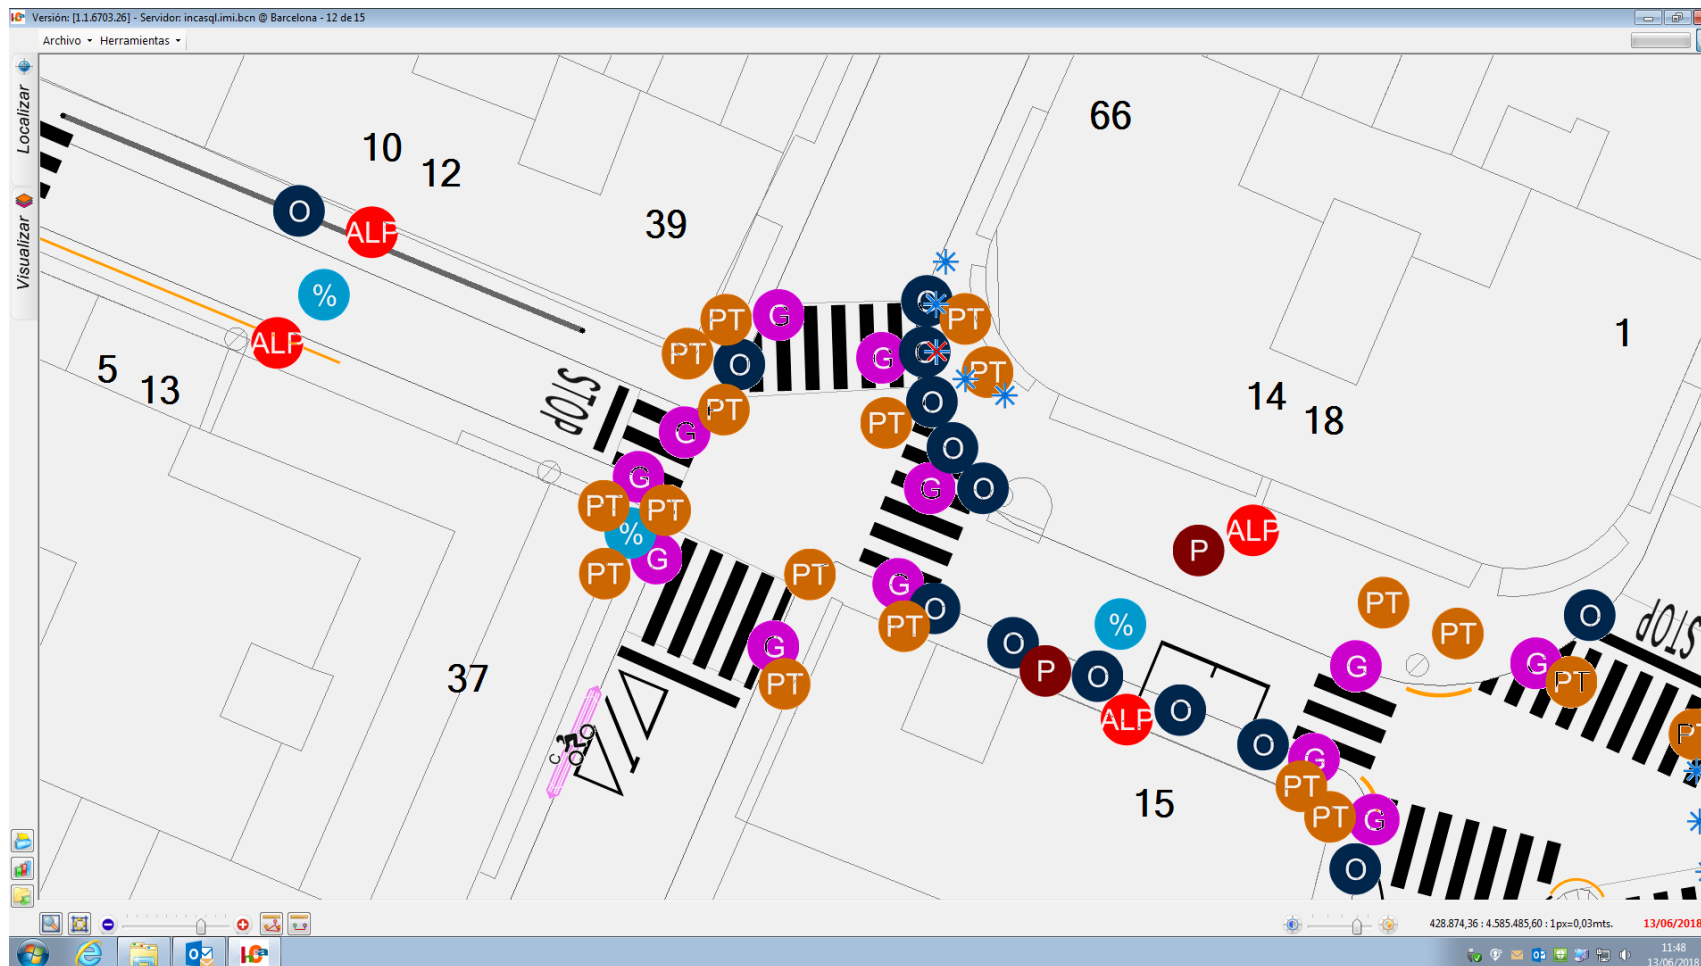 Versión: [1.1.6703.26] - Servidor: incasql.imi.bcn @ Barcelona - 12 de 15
Archivo Herramientas
Localizar
Visualizar
66
10
12
39
O
ALP
%
ALP
5
13
1
14
18
PT
G
PT
O
PT
G
STOP
G
PT
PT
%
PT
G
PT
G
PT
G
PT
PT
PT
O
O
O
G
G
O
PT
37
O
P
O
%
ALP
O
O
P
ALP
PT
PT
O
STOP
G
G
PT
G
PT
PT
G
O
15
C
428.874,36 : 4.585.485,60 : 1px=0,03mts.
13/06/2018
11:48
13/06/2018